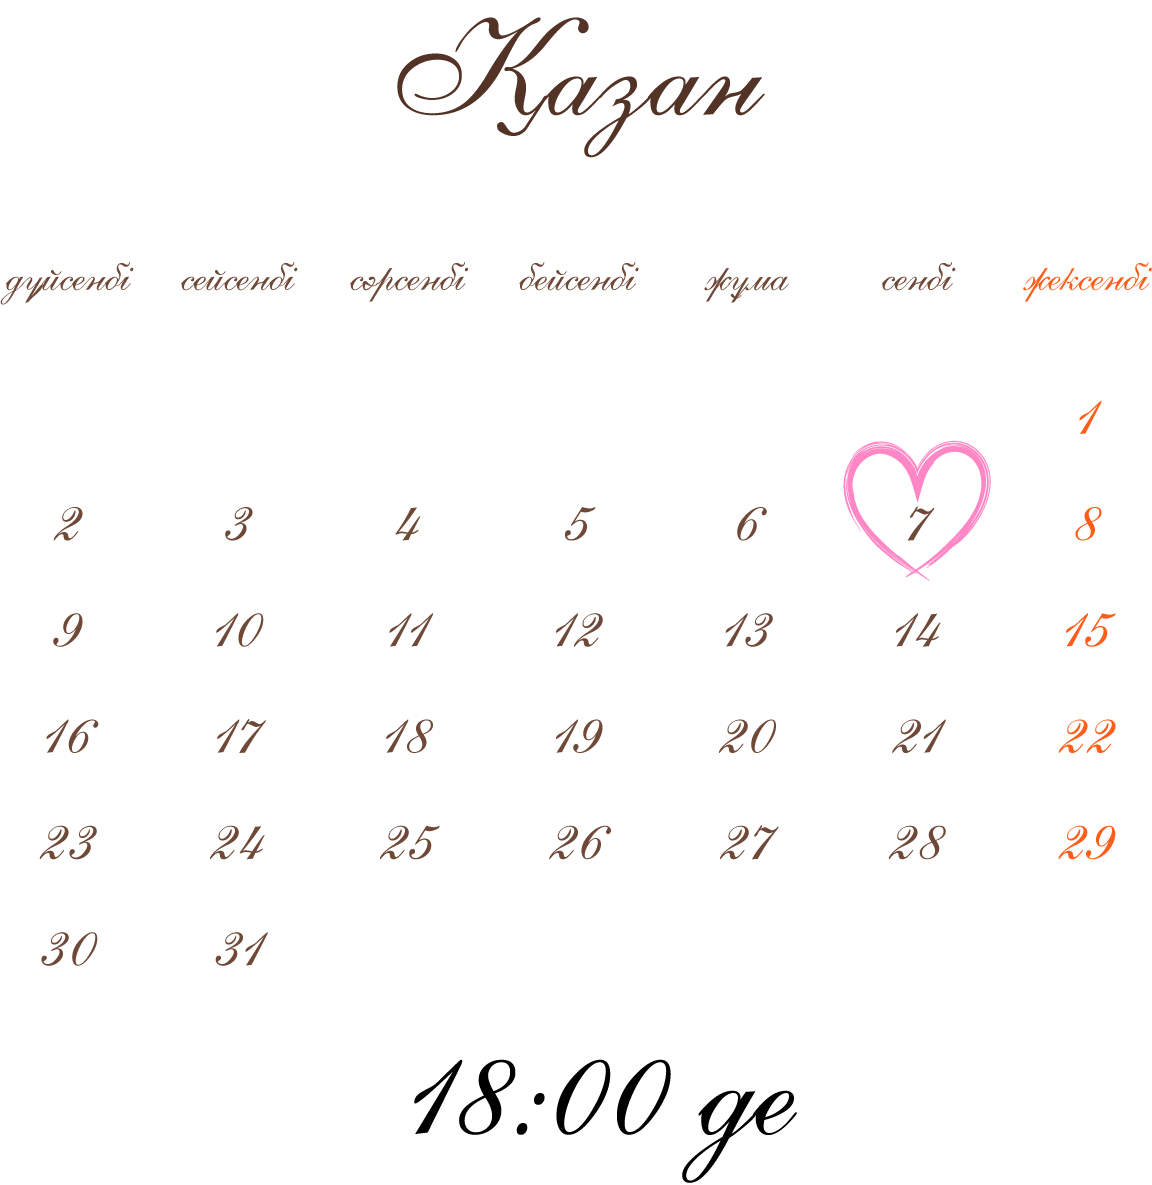 Қазан
дүйсенбі сейсенбі сәрсенбі бейсенбі жұма сенбі жексенбі
1
2 3 4 5 6 7 8
9 10 11 12 13 14 15
16 17 18 19 20 21 22
23 24 25 26 27 28 29
30 31
18:00 де